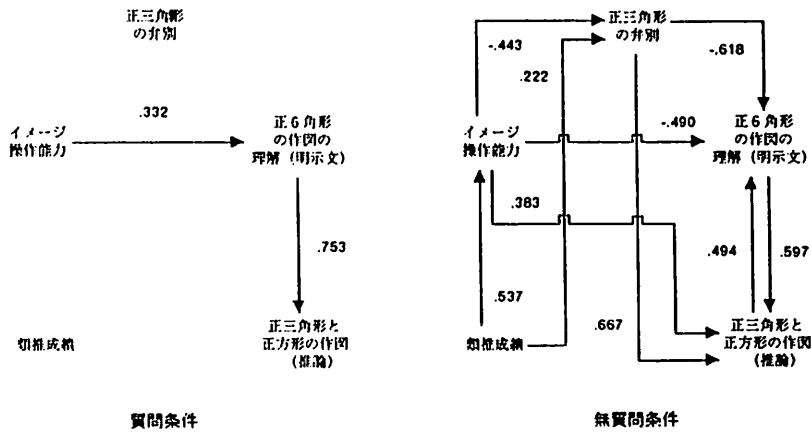 正三角形
の弁別
.332
イメージ
操作能力
正6角形
の作図の
理解(明示文)
.753
類推成績
正三角形と
正方形の作図
(推論)
質問条件
正三角形
の弁別
-.443
.222
-.618
イメージ
操作能力
-.490
正6角形
の作図の
理解(明示文)
.383
.494
.597
.537
.667
類推成績
正三角形と
正方形の作図
(推論)
無質問条件